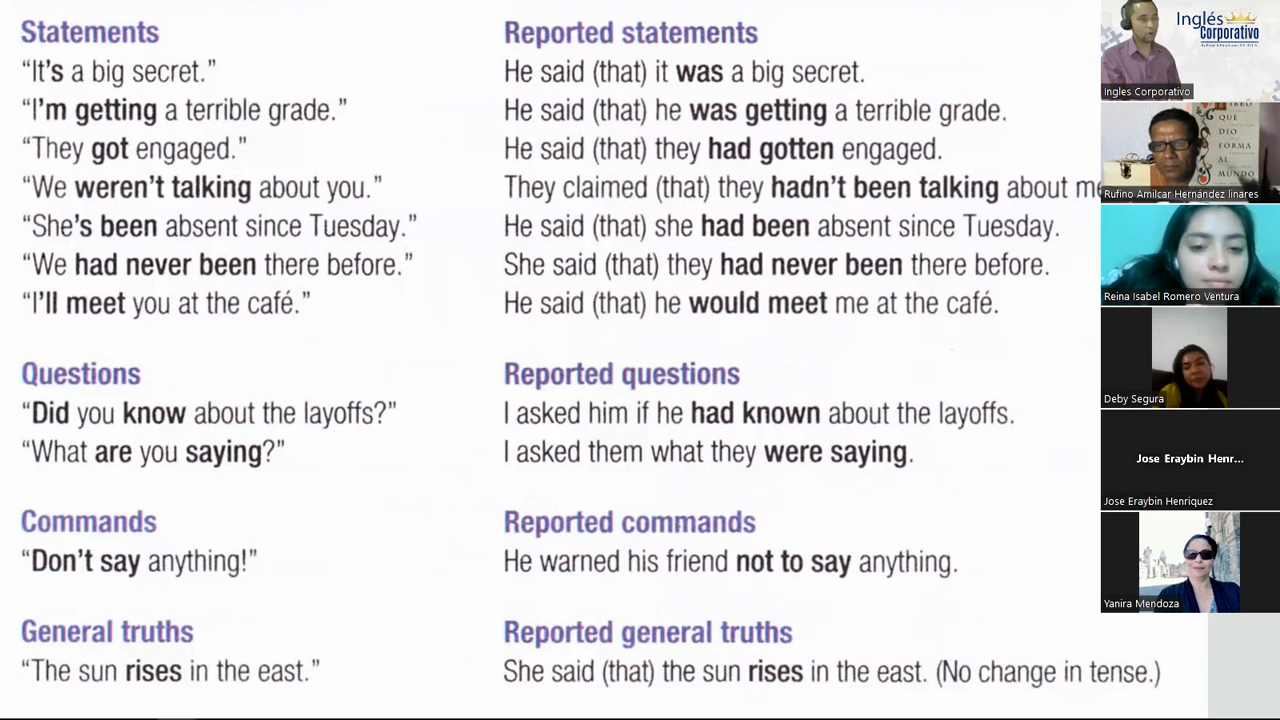 Statements
“It’s a big secret.”
“I’m getting a terrible grade.”
“They got engaged.”
“We weren’t talking about you.”
“She’s been absent since Tuesday.”
“We had never been there before.”
“I’ll meet you at the café.”
Reported statements
He said (that) it was a big secret.
He said (that) he was getting a terrible grade.
He said (that) they had gotten engaged.
They claimed (that) they hadn’t been talking about me
He said (that) she had been absent since Tuesday.
She said (that) they had never been there before.
He said (that) he would meet me at the café.
Questions
“Did you know about the layoffs?”
“What are you saying?”
Reported questions
I asked him if he had known about the layoffs.
I asked them what they were saying.
Commands
“Don’t say anything!”
Reported commands
He warned his friend not to say anything.
General truths
“The sun rises in the east.”
Reported general truths
She said (that) the sun rises in the east. (No change in tense.)
Inglés
Corporativo
Ingles Corporativo
QUE
DIO
FORMA
AL
MUNDO
Rufino Amilcar Hernández linares
Reina Isabel Romero Ventura
Deby Segura
Jose Eraybin Henr...
Jose Eraybin Henriquez
Yanira Mendoza